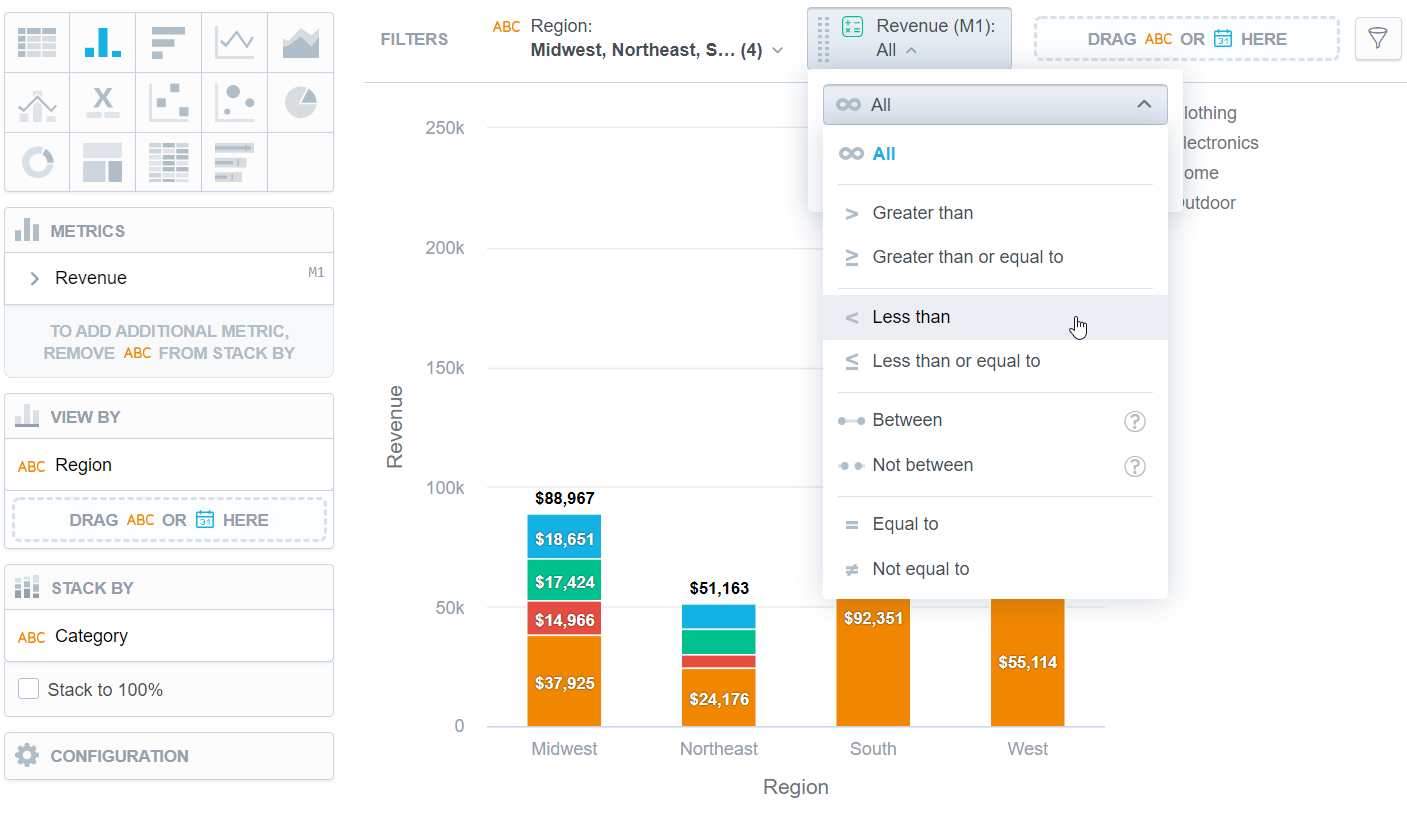 FILTERS
ABC Region:
Midwest, Northeast, S... (4)
Revenue (M1):
All
DRAG ABC OR 31 HERE
All
All
Greater than
Greater than or equal to
Less than
Less than or equal to
Between ?
Not between ?
Equal to
Not equal to
METRICS
Revenue M1
TO ADD ADDITIONAL METRIC,
REMOVE ABC FROM STACK BY
VIEW BY
ABC Region
DRAG ABC OR 31 HERE
STACK BY
ABC Category
Stack to 100%
CONFIGURATION
lothing
lectronics
ome
utdoor
Revenue
250k
200k
150k
100k
50k
0
$88,967
$18,651
$17,424
$14,966
$37,925
$51,163
$24,176
$92,351
$55,114
Midwest
Northeast
South
West
Region